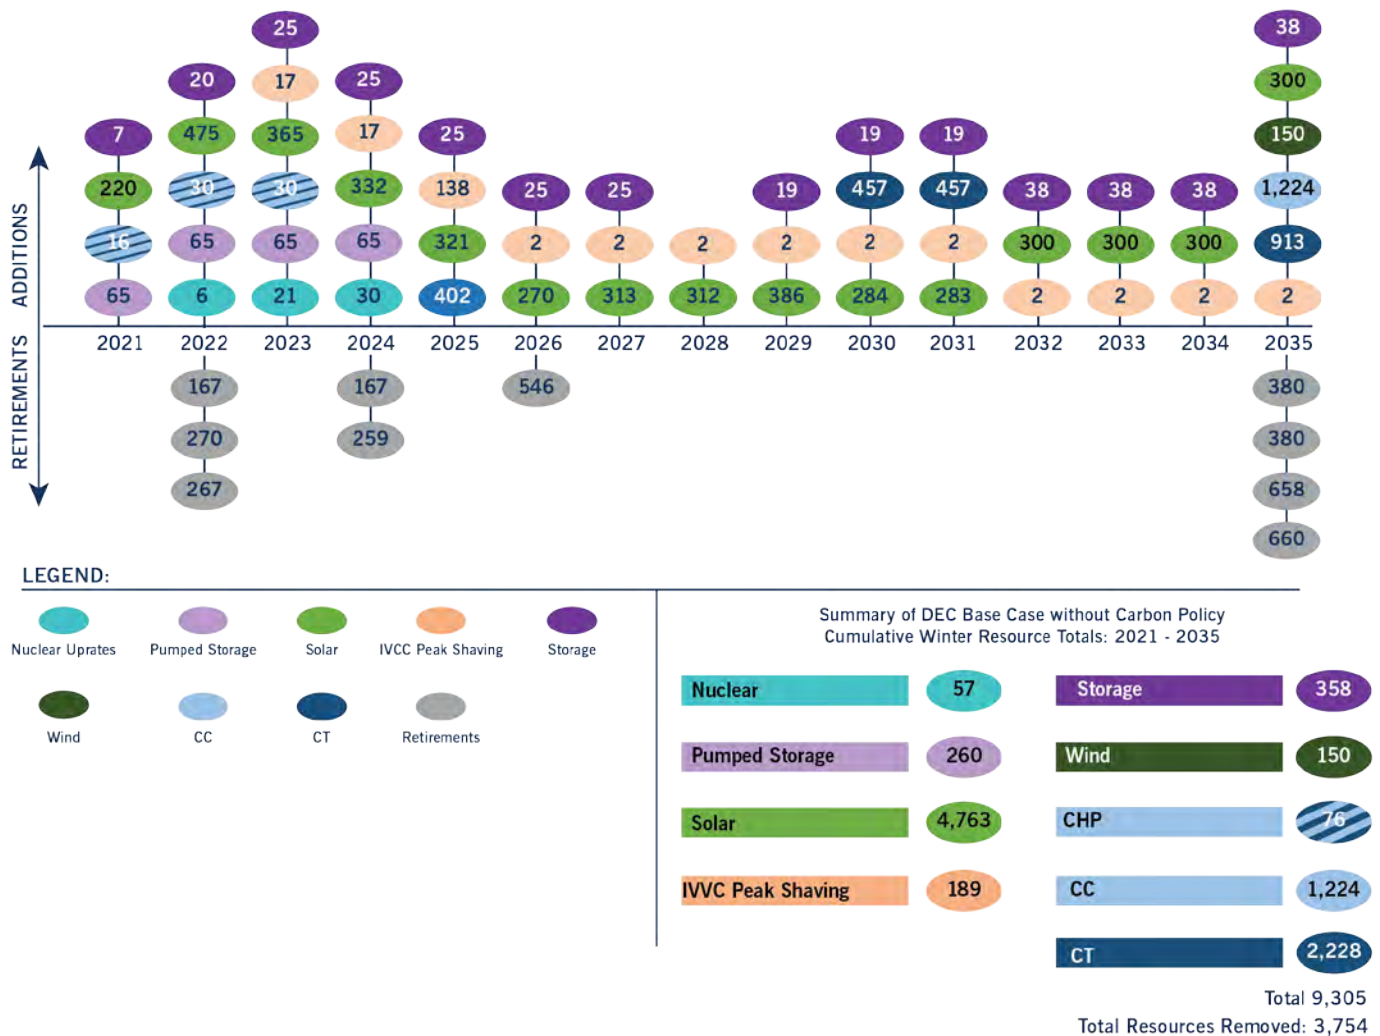 25 38
20 17 25 300
7 475 365 17 25 19 19 150
220 30 30 332 138 25 25 19 457 457 38 38 38 1,224
16 65 65 65 321 2 2 2 2 2 2 300 300 300 913
65 6 21 30 402 270 313 312 386 284 283 2 2 2 2
ADDITIONS
2021 2022 2023 2024 2025 2026 2027 2028 2029 2030 2031 2032 2033 2034 2035
RETIREMENTS
167 167 546 380
270 259 380
267 658
660
LEGEND:
Nuclear Uprates Pumped Storage Solar IVCC Peak Shaving Storage
Wind CC CT Retirements
Summary of DEC Base Case without Carbon Policy
Cumulative Winter Resource Totals: 2021 - 2035
Nuclear 57 Storage 358
Pumped Storage 260 Wind 150
Solar 4,763 CHP 76
IVVC Peak Shaving 189 CC 1,224
CT 2,228
Total 9,305
Total Resources Removed: 3,754